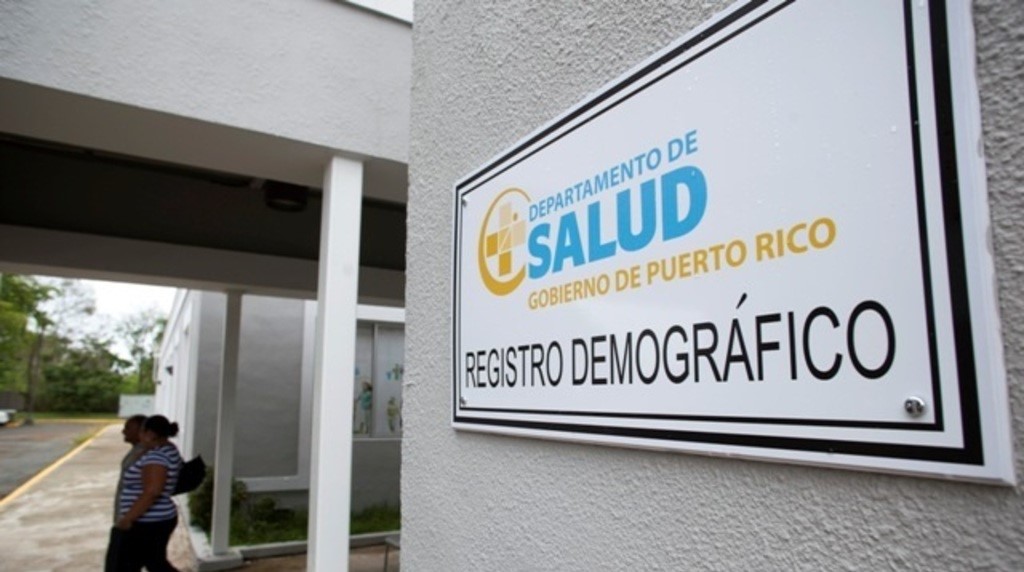 DEPARTAMENTO DE
SALUD
GOBIERNO DE PUERTO RICO
REGISTRO DEMOGRÁFICO